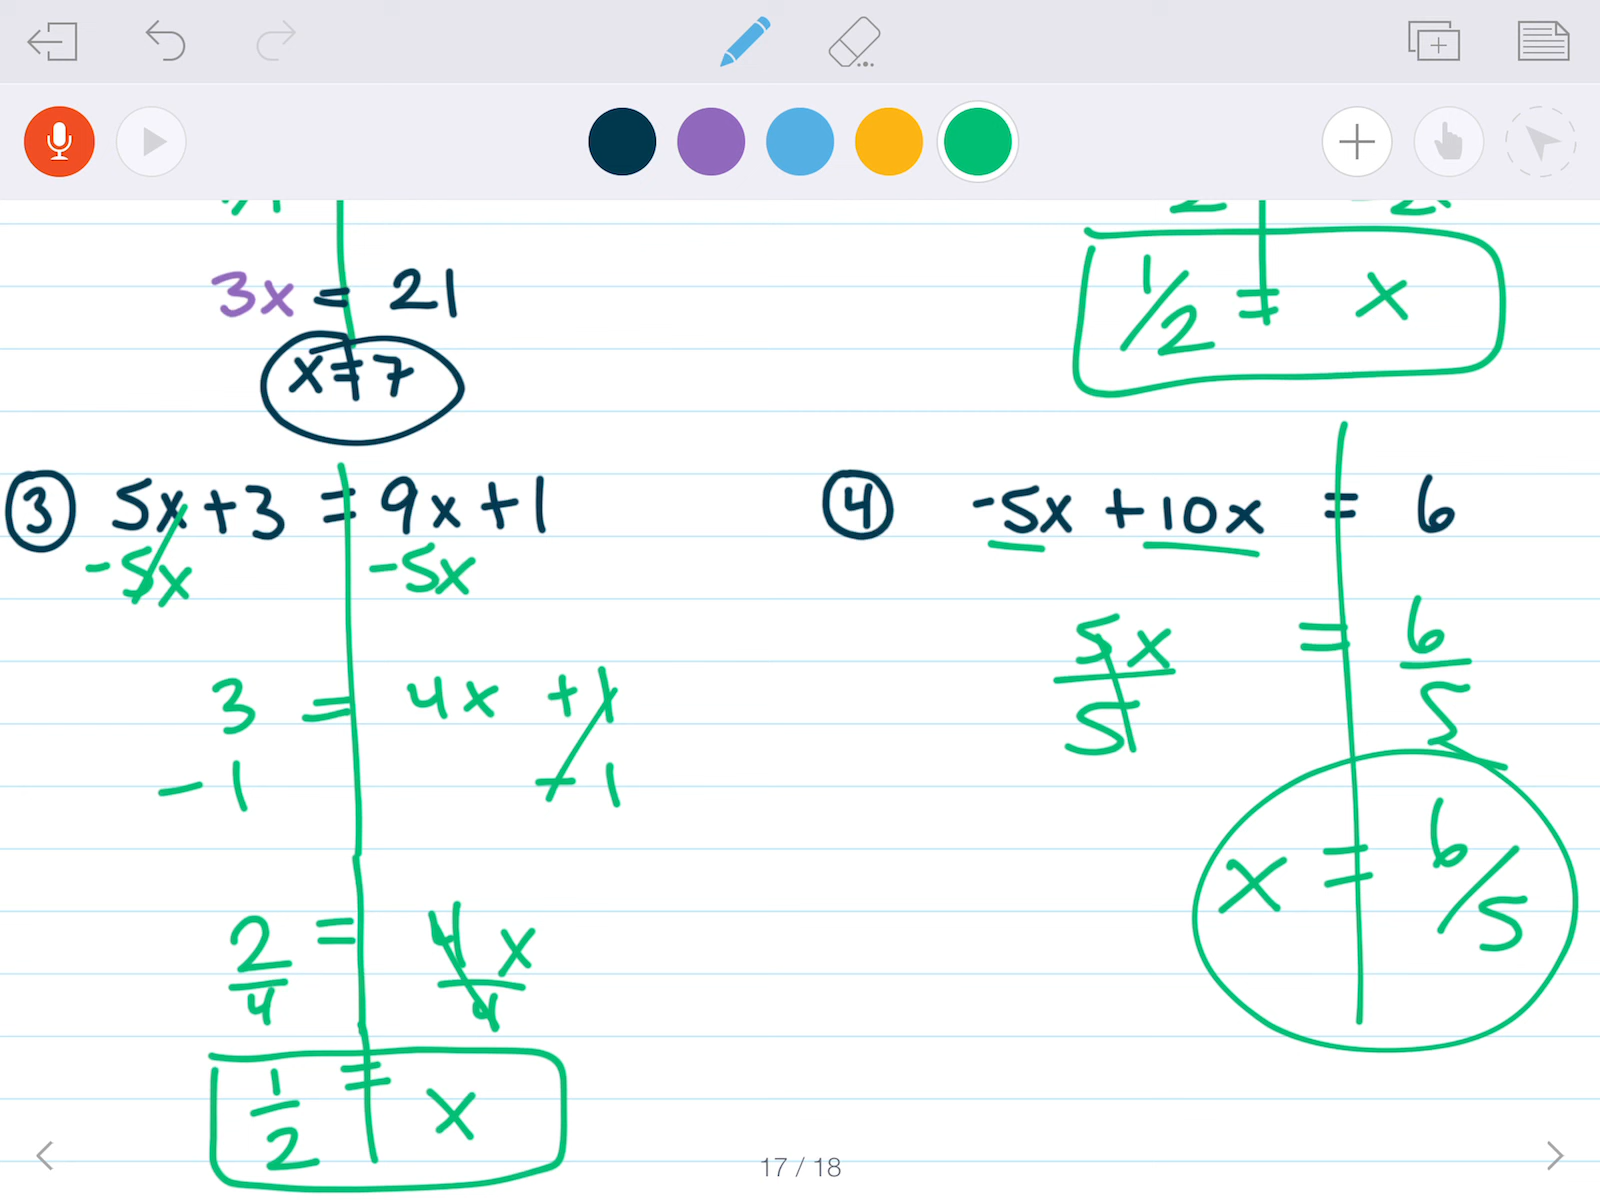 3x = 21
x = 7
1/2 = x
③ 5x + 3 = 9x + 1
-5x -5x
3 = 4x + 1
- 1 - 1
2/4 = 4x/4
1/2 = x
④ -5x + 10x = 6
5x/5 = 6/5
x = 6/5
17 / 18